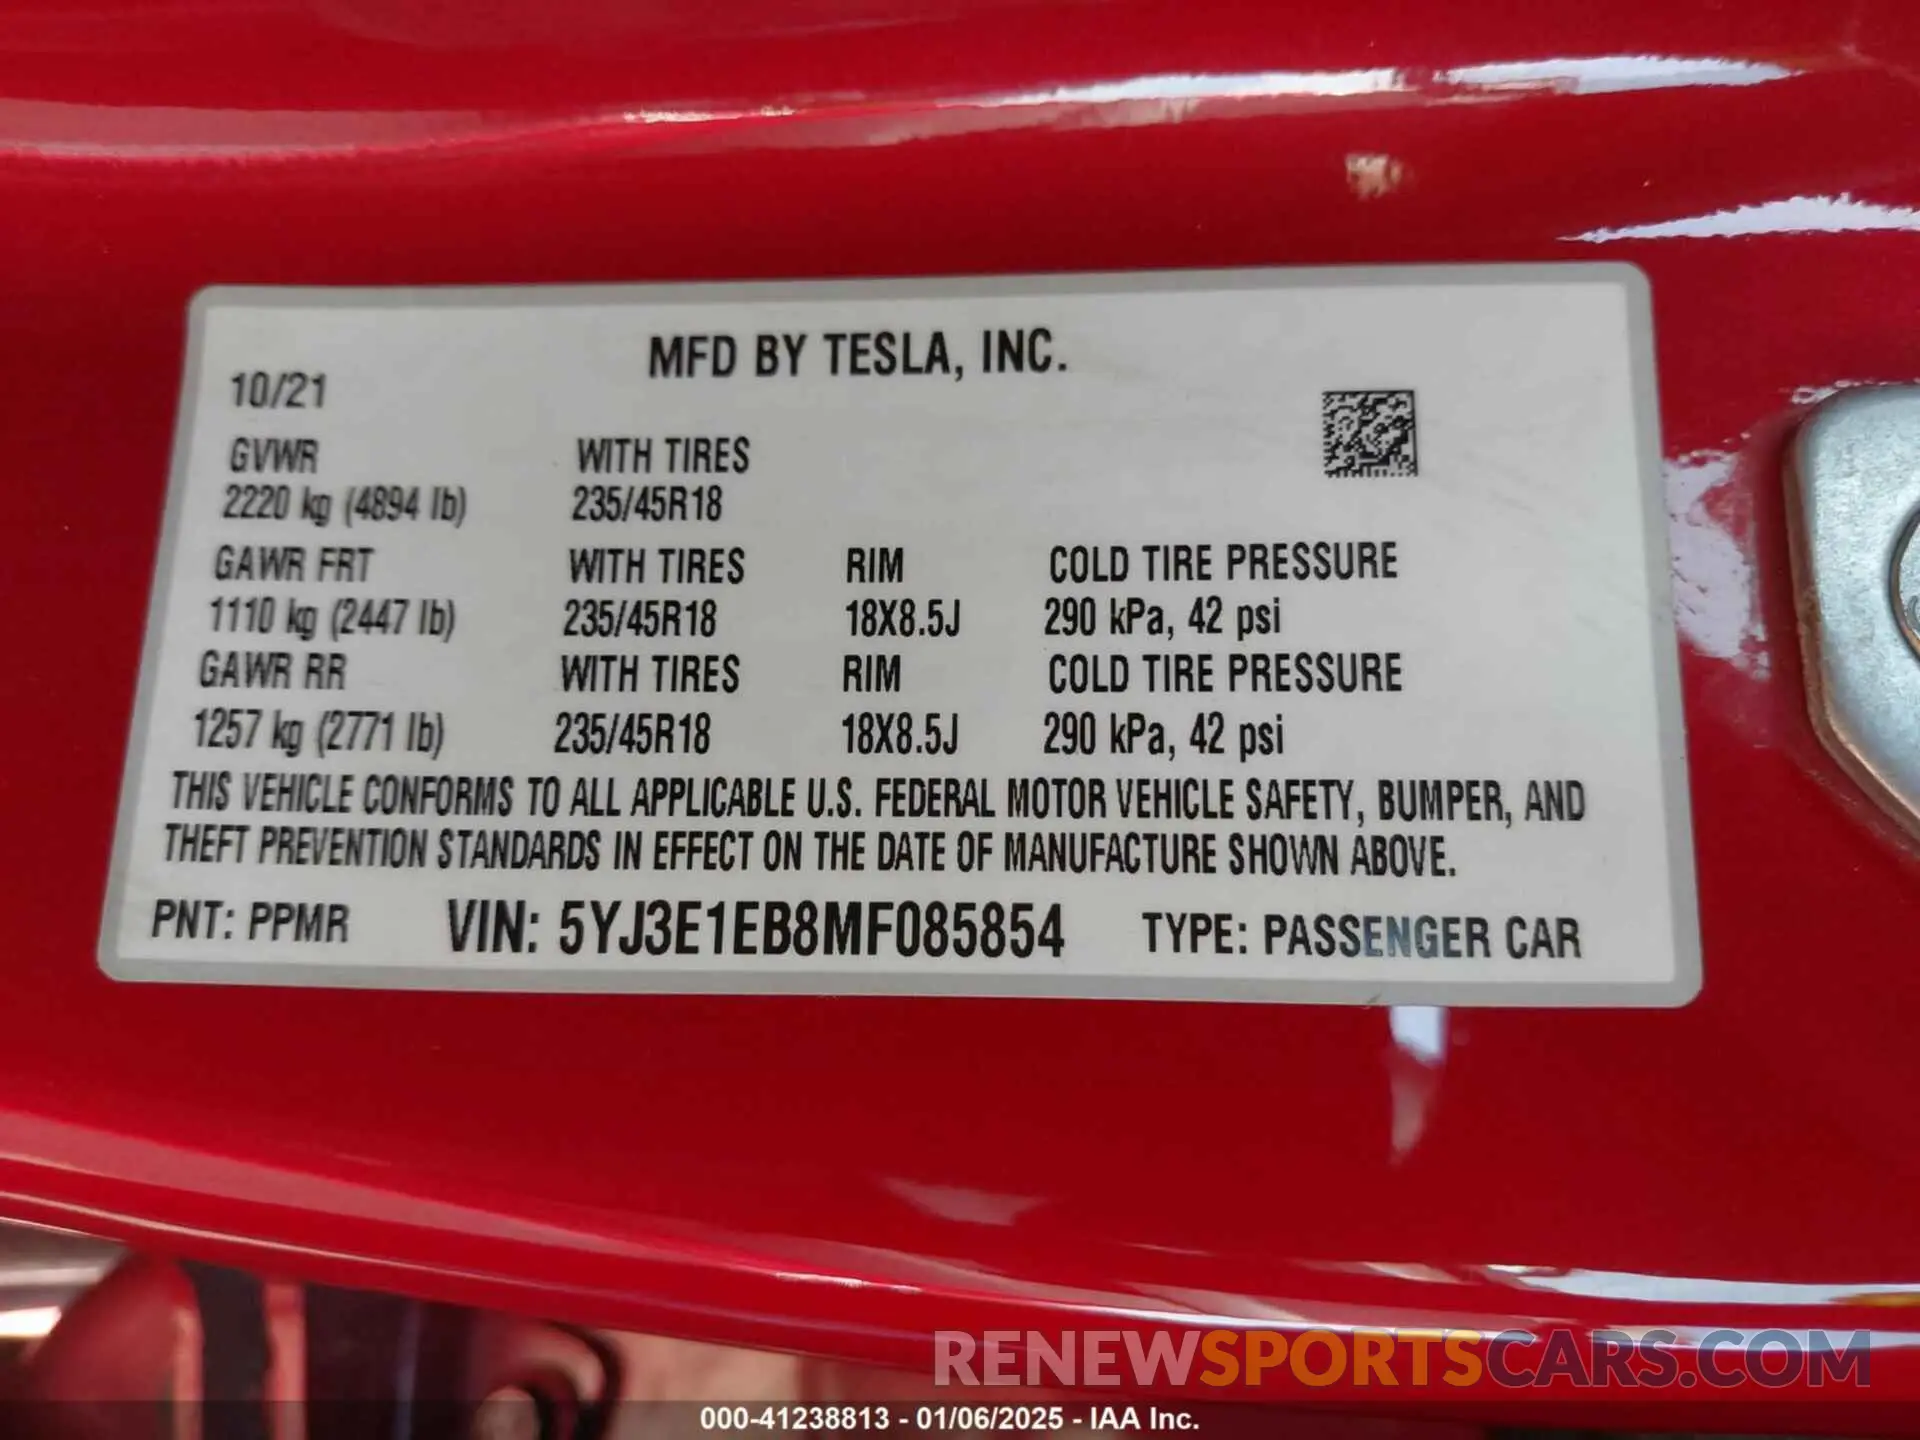 MFD BY TESLA, INC.
10/21
GVWR WITH TIRES
2220 kg (4894 lb) 235/45R18
GAWR FRT WITH TIRES RIM COLD TIRE PRESSURE
1110 kg (2447 lb) 235/45R18 18X8.5J 290 kPa, 42 psi
GAWR RR WITH TIRES RIM COLD TIRE PRESSURE
1257 kg (2771 lb) 235/45R18 18X8.5J 290 kPa, 42 psi
THIS VEHICLE CONFORMS TO ALL APPLICABLE U.S. FEDERAL MOTOR VEHICLE SAFETY, BUMPER, AND
THEFT PREVENTION STANDARDS IN EFFECT ON THE DATE OF MANUFACTURE SHOWN ABOVE.
PNT: PPMR VIN: 5YJ3E1EB8MF085854 TYPE: PASSENGER CAR
RENEWSPORTSCARS.COM
000-41238813 - 01/06/2025 - IAA Inc.